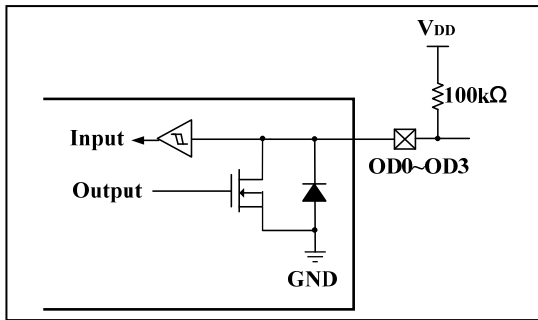 VDD
100kΩ
Input
OD0~OD3
Output
GND